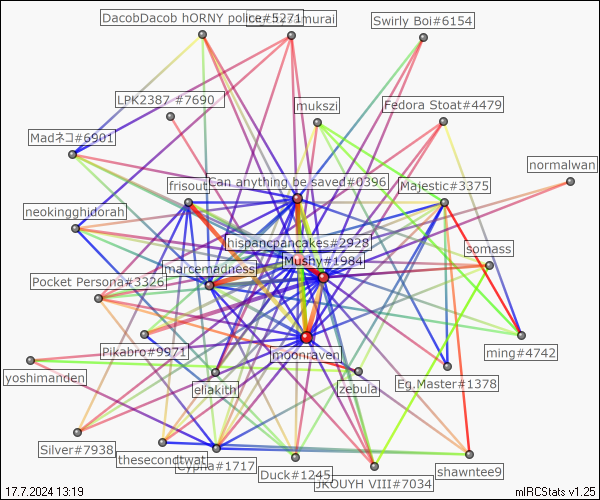 DacobDacob hORNY police#5271
murai
Swirly Boi#6154
LPK2387 #7690
mukszi
Fedora Stoat#4479
Madネコ#6901
normalwan
frisout
Can anything be saved#0396
Majestic#3375
neokingghidorah
hispancpancakes#2928
somass
Mushy#1984
marcemadness
Pocket Persona#3326
Pikabro#9971
moonraven
ming#4742
yoshimanden
eliakith
zebula
Eg.Master#1378
Silver#7938
thesecondtwat
Cypha#1717
Duck#1245
JKOUYH VIII#7034
shawntee9
17.7.2024 13:19
mIRCStats v1.25